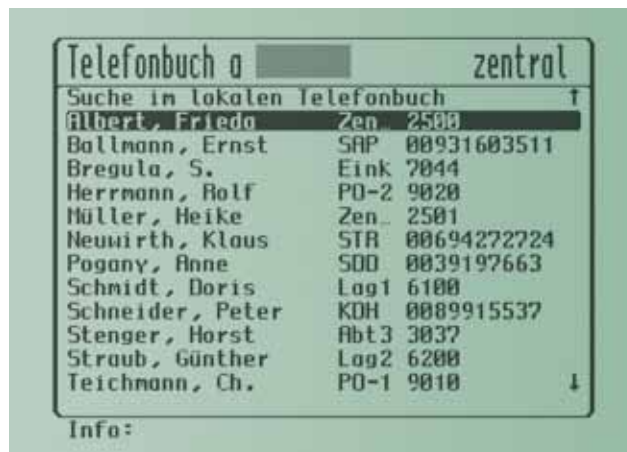 Telefonbuch a zentral
Suche im lokalen Telefonbuch ↑
Albert, Frieda Zen_ 2500
Ballmann, Ernst SAP 00931603511
Bregula, S. Eink 7044
Herrmann, Rolf PO-2 9020
Müller, Heike Zen_ 2501
Neuwirth, Klaus STR 00694272724
Pogany, Anne SDD 0039197663
Schmidt, Doris Lag1 6100
Schneider, Peter KDH 0089915537
Stenger, Horst Abt3 3037
Straub, Günther Lag2 6200
Teichmann, Ch. PO-1 9010 ↓
Info: